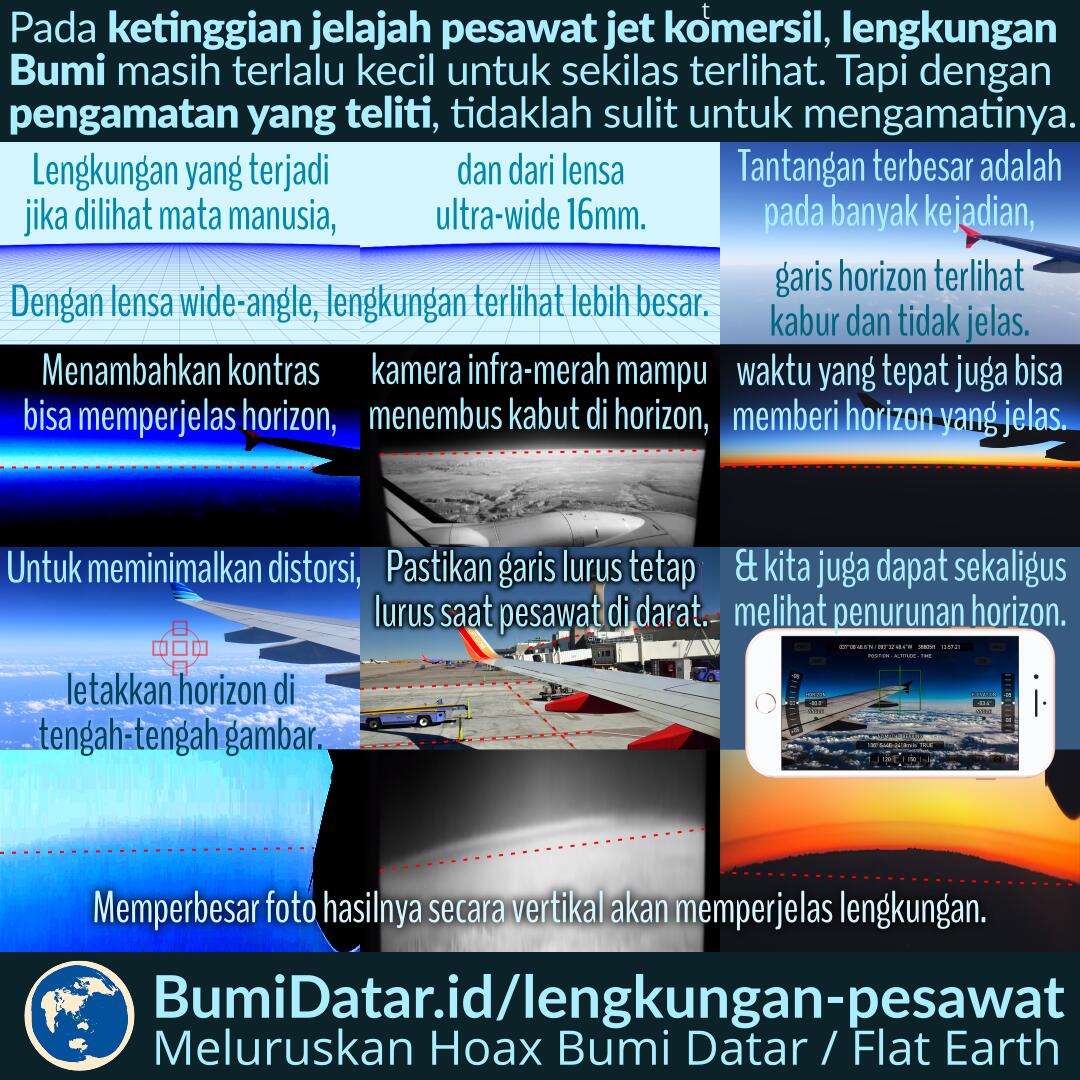 Pada ketinggian jelajah pesawat jet komersil, lengkungan
t
Bumi masih terlalu kecil untuk sekilas terlihat. Tapi dengan
pengamatan yang teliti, tidaklah sulit untuk mengamatinya.
Lengkungan yang terjadi
jika dilihat mata manusia,
dan dari lensa
ultra-wide 16mm.
Dengan lensa wide-angle, lengkungan terlihat lebih besar.
Tantangan terbesar adalah
pada banyak kejadian,
garis horizon terlihat
kabur dan tidak jelas.
Menambahkan kontras
bisa memperjelas horizon,
kamera infra-merah mampu
menembus kabut di horizon,
waktu yang tepat juga bisa
memberi horizon yang jelas.
Untuk meminimalkan distorsi,
letakkan horizon di
tengah-tengah gambar.
Pastikan garis lurus tetap
lurus saat pesawat di darat.
& kita juga dapat sekaligus
melihat penurunan horizon.
POSITION - ALTITUDE - TIME
Memperbesar foto hasilnya secara vertikal akan memperjelas lengkungan.
BumiDatar.id/lengkungan-pesawat
Meluruskan Hoax Bumi Datar / Flat Earth